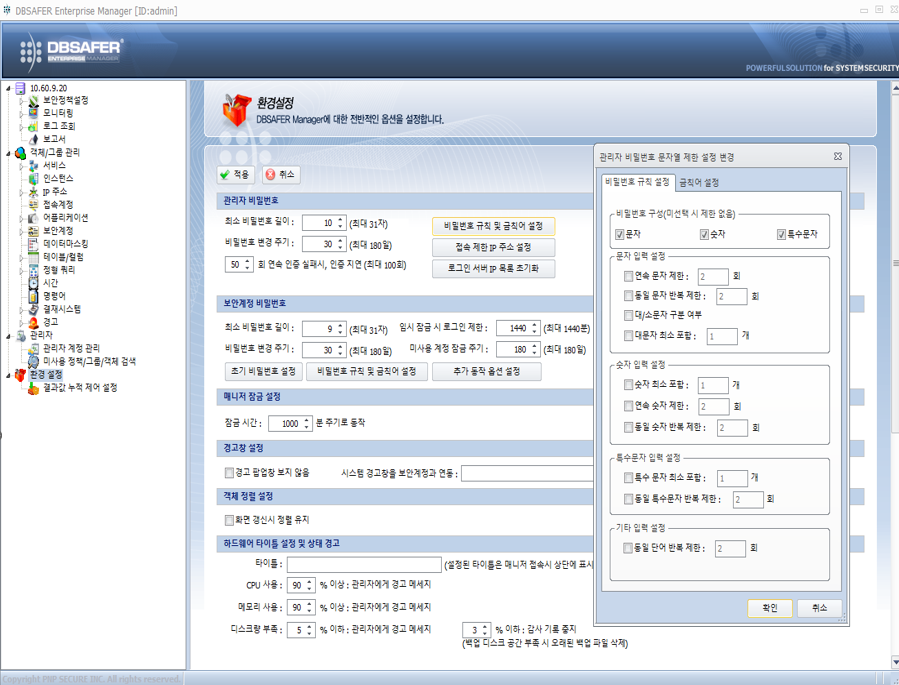 DBSAFER Enterprise Manager [ID:admin]
DBSAFER
ENTERPRISE MANAGER
POWERFUL SOLUTION for SYSTEM SECURITY
10.60.9.20
보안정책설정
모니터링
로그 조회
보고서
객체/그룹 관리
서비스
인스턴스
IP 주소
접속계정
어플리케이션
보안계정
데이터마스킹
테이블/컬럼
정형 쿼리
시간
명령어
결재시스템
경고
관리자
관리자 계정 관리
미사용 정책/그룹/객체 검색
환경 설정
결과값 누적 제어 설정
환경설정
DBSAFER Manager에 대한 전반적인 옵션을 설정합니다.
적용 취소
관리자 비밀번호
최소 비밀번호 길이 : 10 (최대 31자) 비밀번호 규칙 및 금칙어 설정
비밀번호 변경 주기 : 30 (최대 180일) 접속 제한 IP 주소 설정
50 회 연속 인증 실패시, 인증 지연 (최대 100회) 로그인 서버 IP 목록 초기화
보안계정 비밀번호
최소 비밀번호 길이 : 9 (최대 31자) 임시 잠금 시 로그인 제한 : 1440 (최대 1440분)
비밀번호 변경 주기 : 30 (최대 180일) 미사용 계정 잠금 주기 : 180 (최대 180일)
초기 비밀번호 설정 비밀번호 규칙 및 금칙어 설정 추가 동작 옵션 설정
매니저 잠금 설정
잠금 시간 : 1000 분 주기로 동작
경고창 설정
경고 팝업창 보지 않음 시스템 경고창을 보안계정과 연동 :
객체 정렬 설정
화면 갱신시 정렬 유지
하드웨어 타이틀 설정 및 상태 경고
타이틀 : (설정된 타이틀은 매니저 접속시 상단에 표시
CPU 사용 : 90 % 이상 : 관리자에게 경고 메세지
메모리 사용 : 90 % 이상 : 관리자에게 경고 메세지
디스크량 부족 : 5 % 이하 : 관리자에게 경고 메세지 3 % 이하 : 감사 기록 중지
(백업 디스크 공간 부족 시 오래된 백업 파일 삭제)
관리자 비밀번호 문자열 제한 설정 변경
비밀번호 규칙 설정 금칙어 설정
비밀번호 구성(미선택 시 제한 없음)
문자 숫자 특수문자
문자 입력 설정
연속 문자 제한 : 2 회
동일 문자 반복 제한 : 2 회
대/소문자 구분 여부
대문자 최소 포함 : 1 개
숫자 입력 설정
숫자 최소 포함 : 1 개
연속 숫자 제한 : 2 회
동일 숫자 반복 제한 : 2 회
특수문자 입력 설정
특수 문자 최소 포함 : 1 개
동일 특수문자 반복 제한 : 2 회
기타 입력 설정
동일 단어 반복 제한 : 2 회
확인 취소
Copyright PNP SECURE INC. All rights reserved.